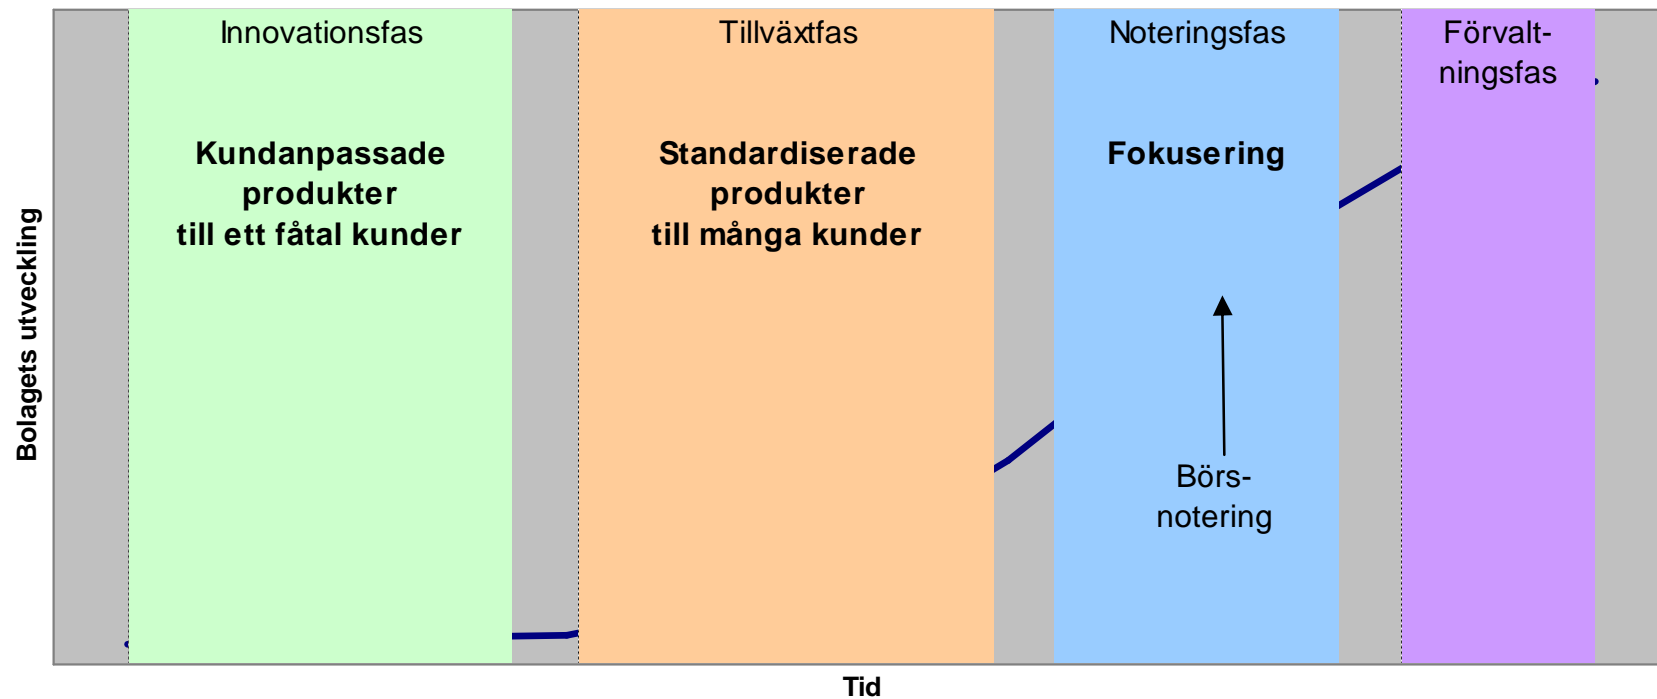 Innovationsfas
Tillväxtfas
Noteringsfas
Förvalt-
ningsfas
Kundanpassade
produkter
till ett fåtal kunder
Standardiserade
produkter
till många kunder
Fokusering
Börs-
notering
Bolagets utveckling
Tid